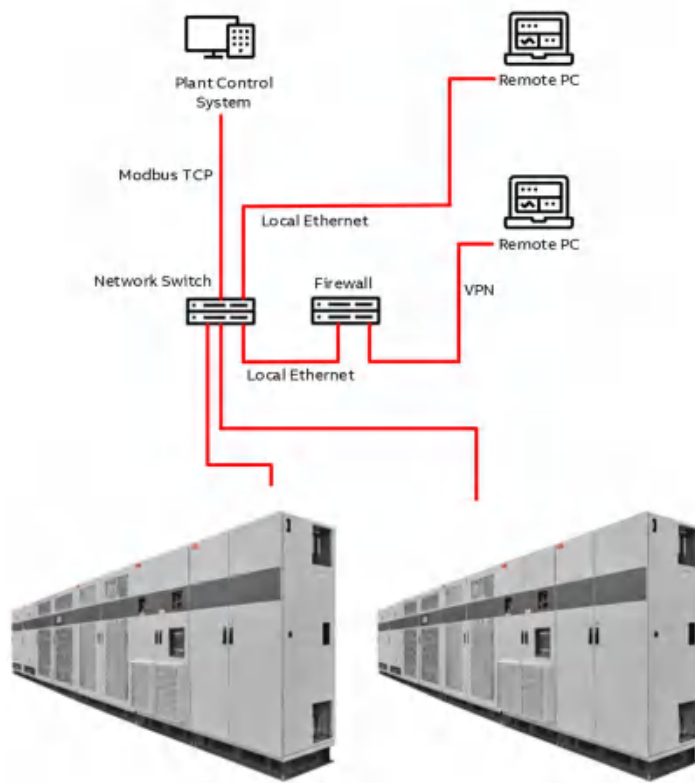 Plant Control
System
Remote PC
Modbus TCP
Local Ethernet
Remote PC
Network Switch
Firewall
VPN
Local Ethernet